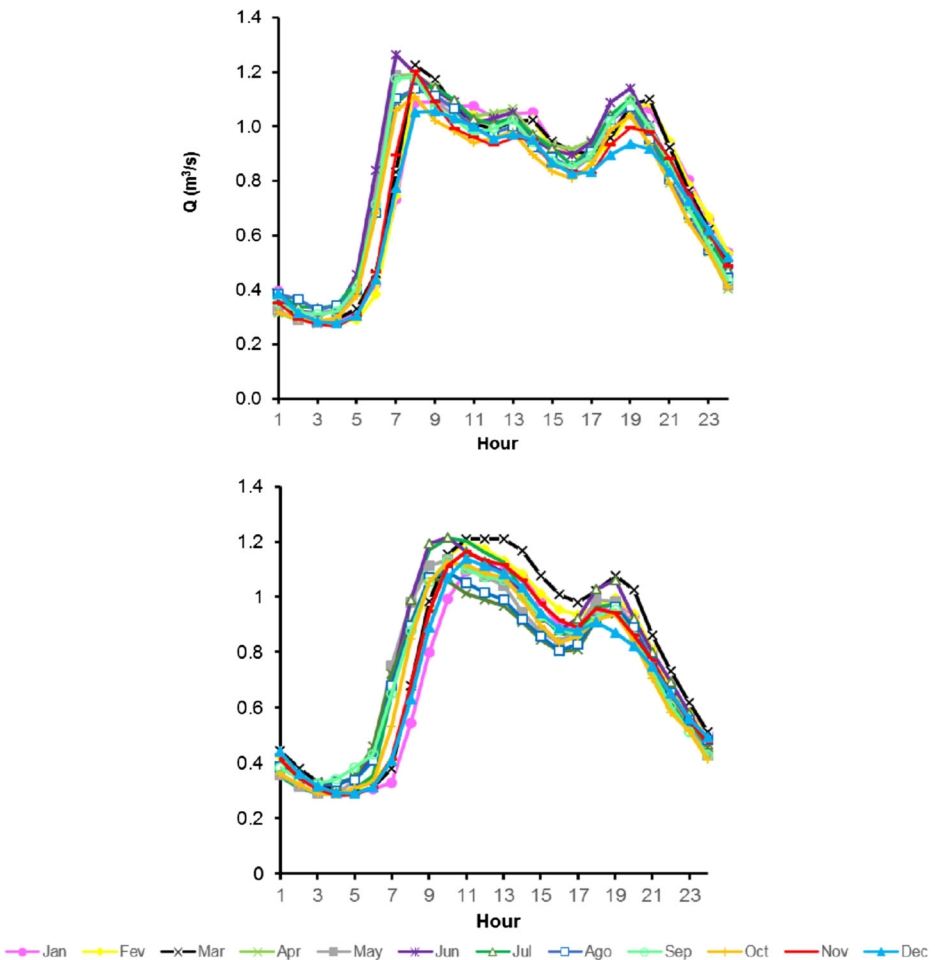 1.4
1.2
1.0
0.8
0.6
0.4
0.2
0.0
Q (m³/s)
1 3 5 7 9 11 13 15 17 19 21 23
Hour
1.4
1.2
1
0.8
0.6
0.4
0.2
0
1 3 5 7 9 11 13 15 17 19 21 23
Hour
Jan Fev Mar Apr May Jun Jul Ago Sep Oct Nov Dec